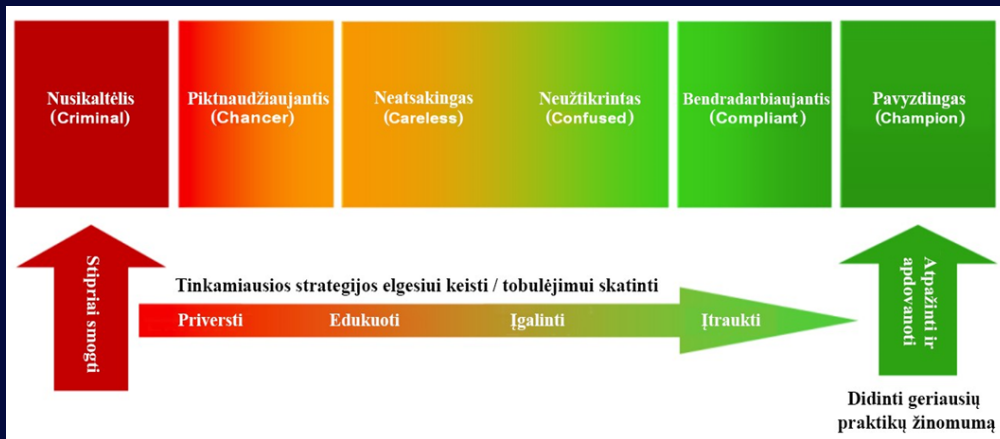 Nusikaltėlis
(Criminal)
Piktnaudžiaujantis
(Chancer)
Neatsakingas
(Careless)
Neužtikrintas
(Confused)
Bendradarbiaujantis
(Compliant)
Pavyzdingas
(Champion)
Stipriai smogti
Tinkamiausios strategijos elgesiui keisti / tobulėjimui skatinti
Priversti
Edukuoti
Įgalinti
Įtraukti
Atpažinti ir
apdovanoti
Didinti geriausių
praktikų žinomumą